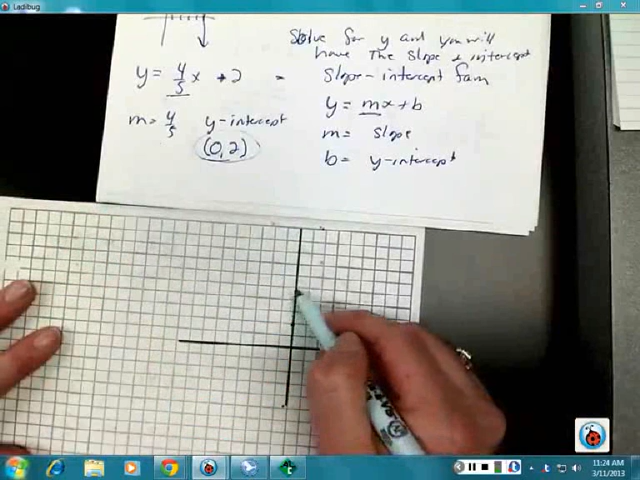 Ladibug
Solve for y and you will
have the slope & intercept
y = 4/5 x + 2 = slope-intercept form
y = mx + b
m = 4/5 y-intercept
m = slope
(0, 2)
b = y-intercept
11:24 AM
3/11/2013